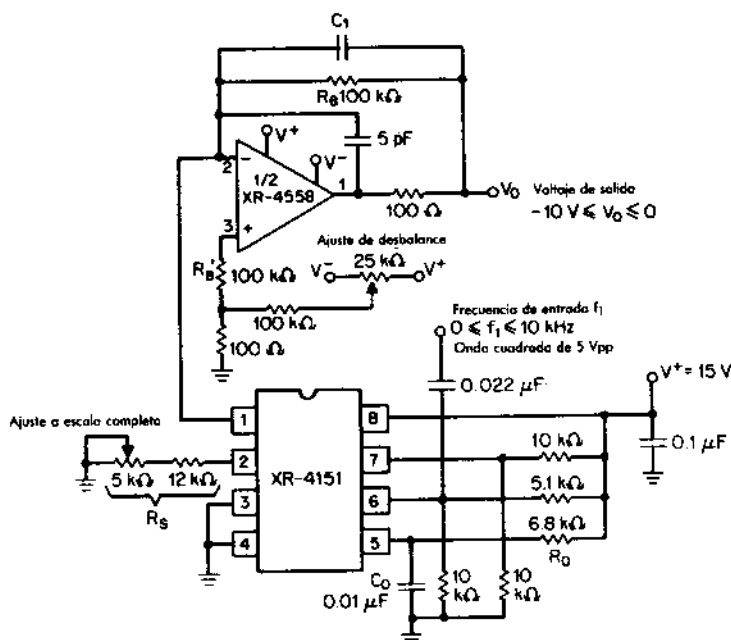 C1
RB 100 kΩ
5 pF
V+
V-
2
−
1/2
XR-4558
1
3
+
100 Ω
VO
Voltaje de salida
−10 V ≤ VO ≤ 0
Ajuste de desbalance
25 kΩ
V-
V+
RB'
100 kΩ
100 kΩ
100 Ω
Frecuencia de entrada f1
0 ≤ f1 ≤ 10 kHz
Onda cuadrada de 5 Vpp
0.022 μF
V+ = 15 V
0.1 μF
Ajuste a escala completa
5 kΩ
12 kΩ
RS
1
2
3
4
XR-4151
8
7
6
5
10 kΩ
5.1 kΩ
6.8 kΩ
RO
CO
0.01 μF
10
kΩ
10
kΩ